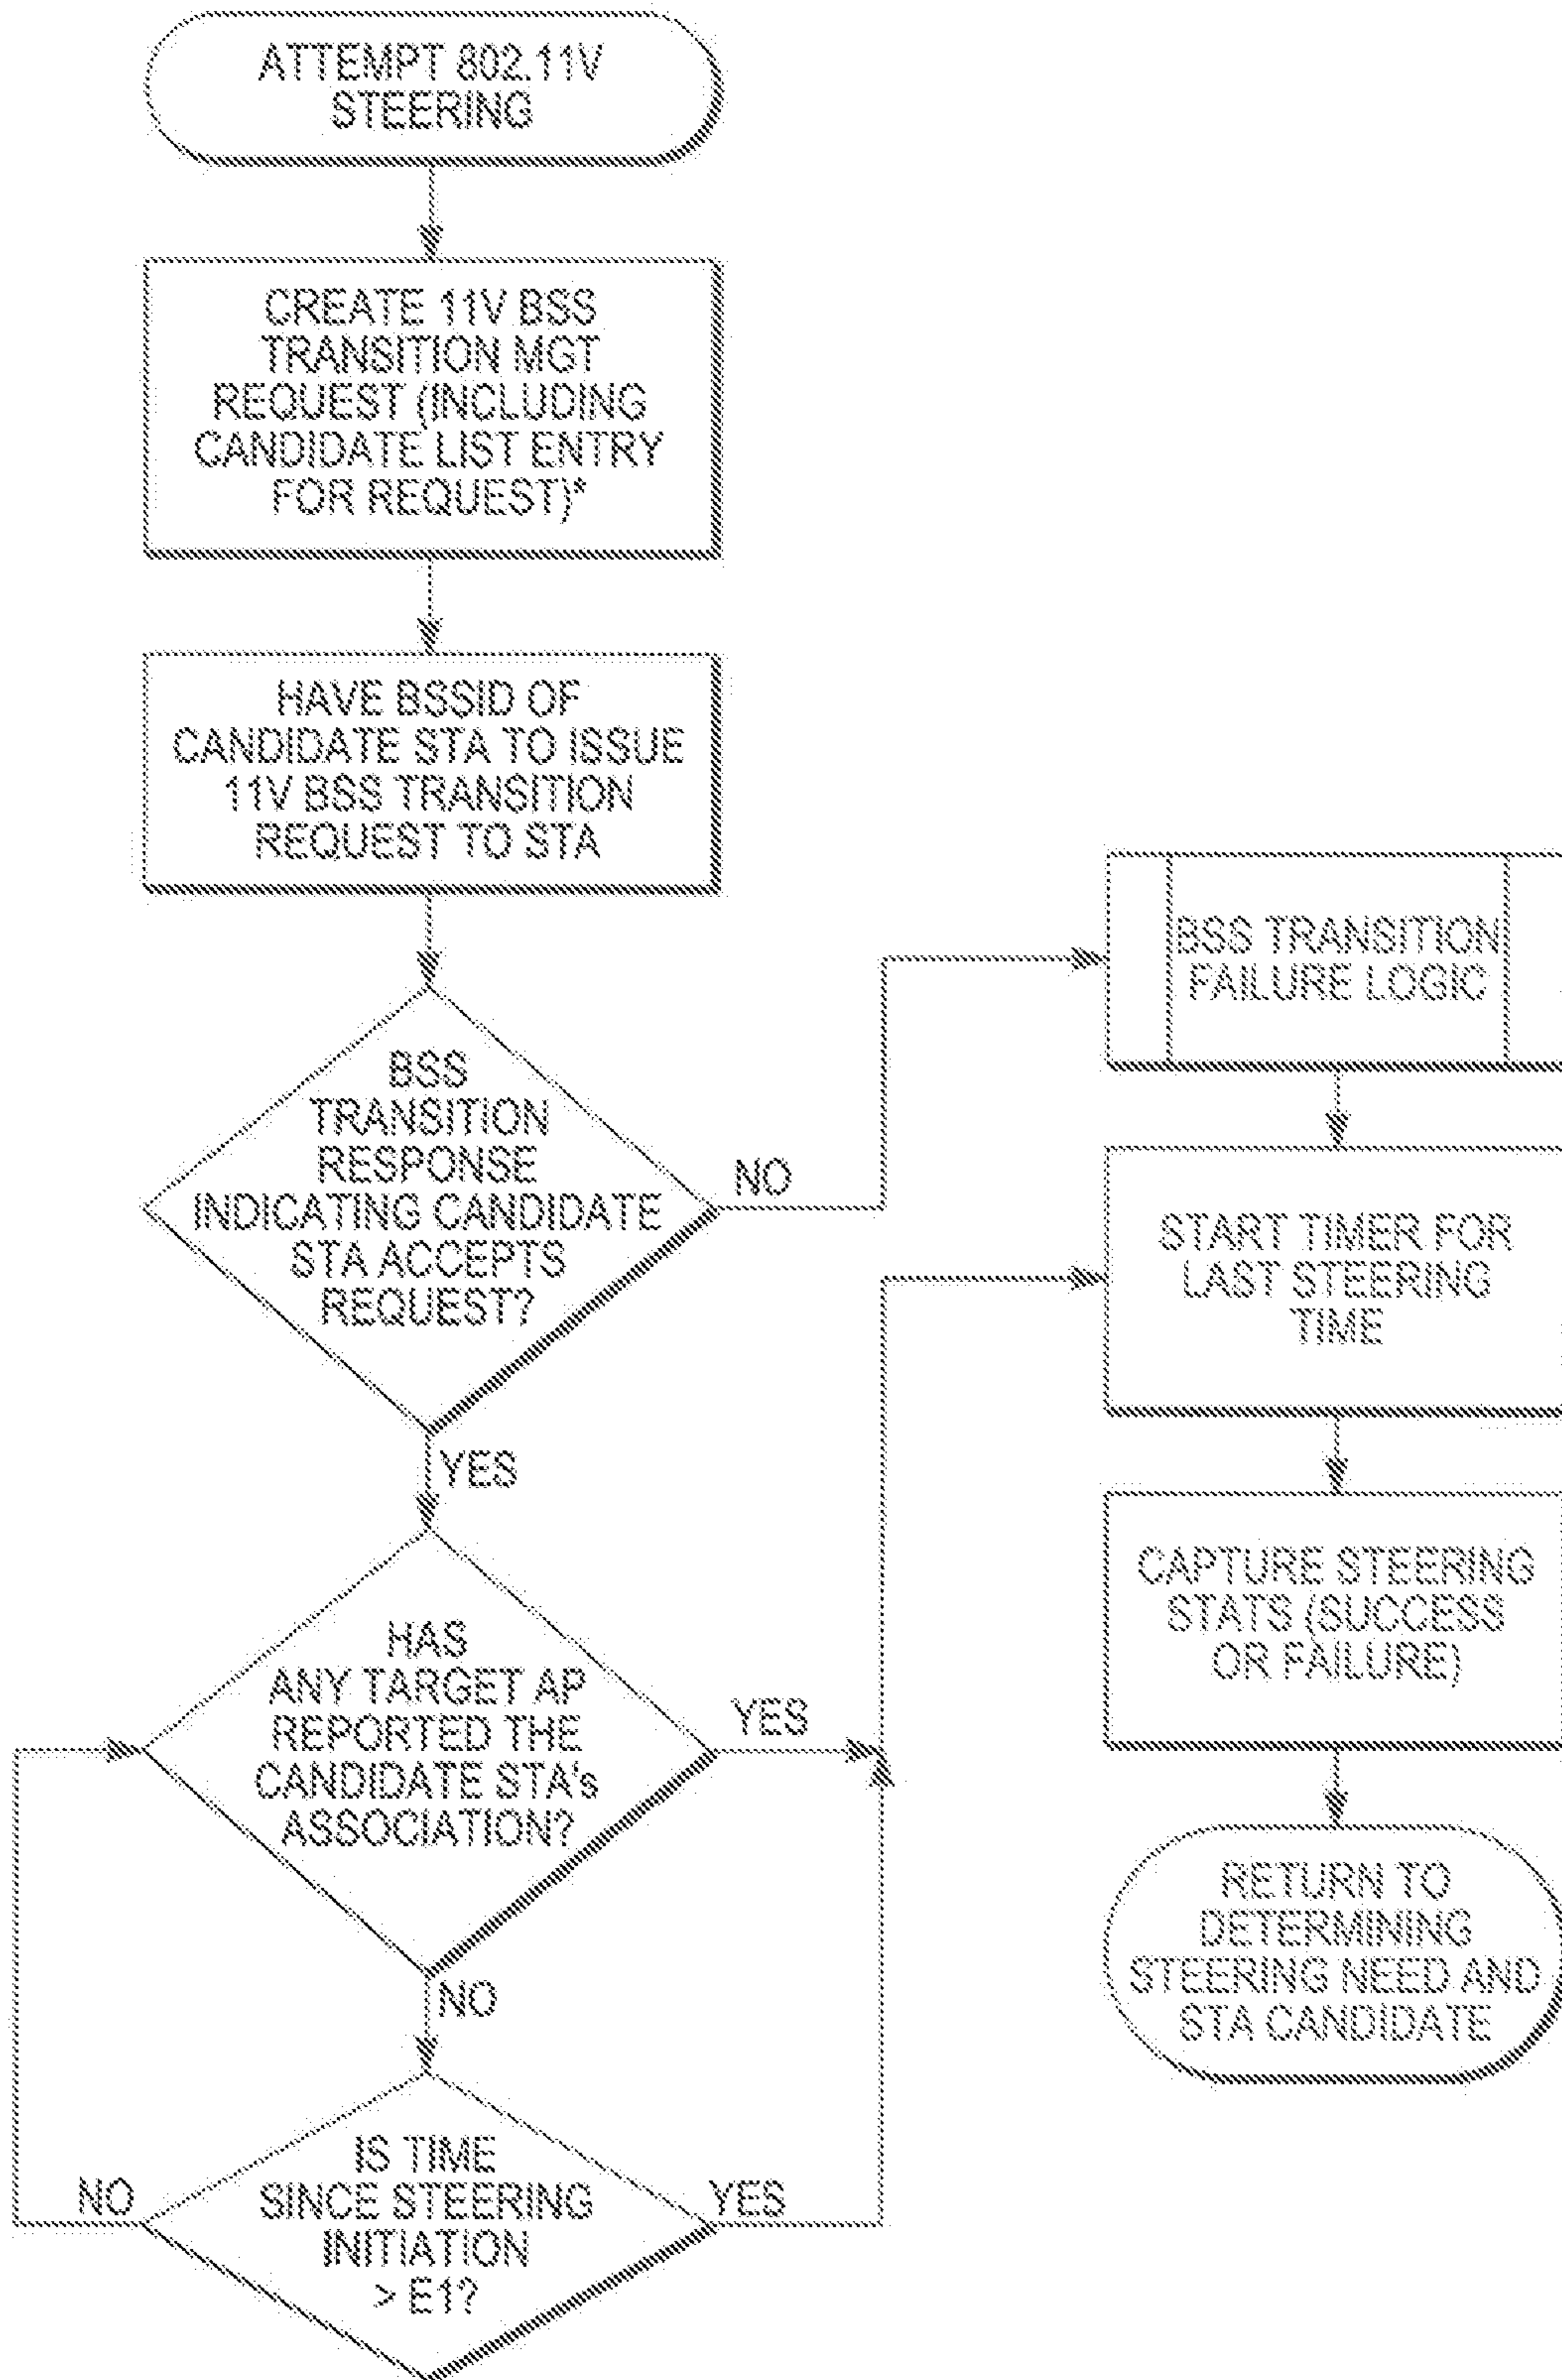 ATTEMPT 802.11V
STEERING
CREATE 11V BSS
TRANSITION MGT
REQUEST (INCLUDING
CANDIDATE LIST ENTRY
FOR REQUEST)*
HAVE BSSID OF
CANDIDATE STA TO ISSUE
11V BSS TRANSITION
REQUEST TO STA
BSS
TRANSITION
RESPONSE
INDICATING CANDIDATE
STA ACCEPTS
REQUEST?
NO
YES
HAS
ANY TARGET AP
REPORTED THE
CANDIDATE STA's
ASSOCIATION?
YES
NO
IS TIME
SINCE STEERING
INITIATION
> E1?
NO
YES
BSS TRANSITION
FAILURE LOGIC
START TIMER FOR
LAST STEERING
TIME
CAPTURE STEERING
STATS (SUCCESS
OR FAILURE)
RETURN TO
DETERMINING
STEERING NEED AND
STA CANDIDATE